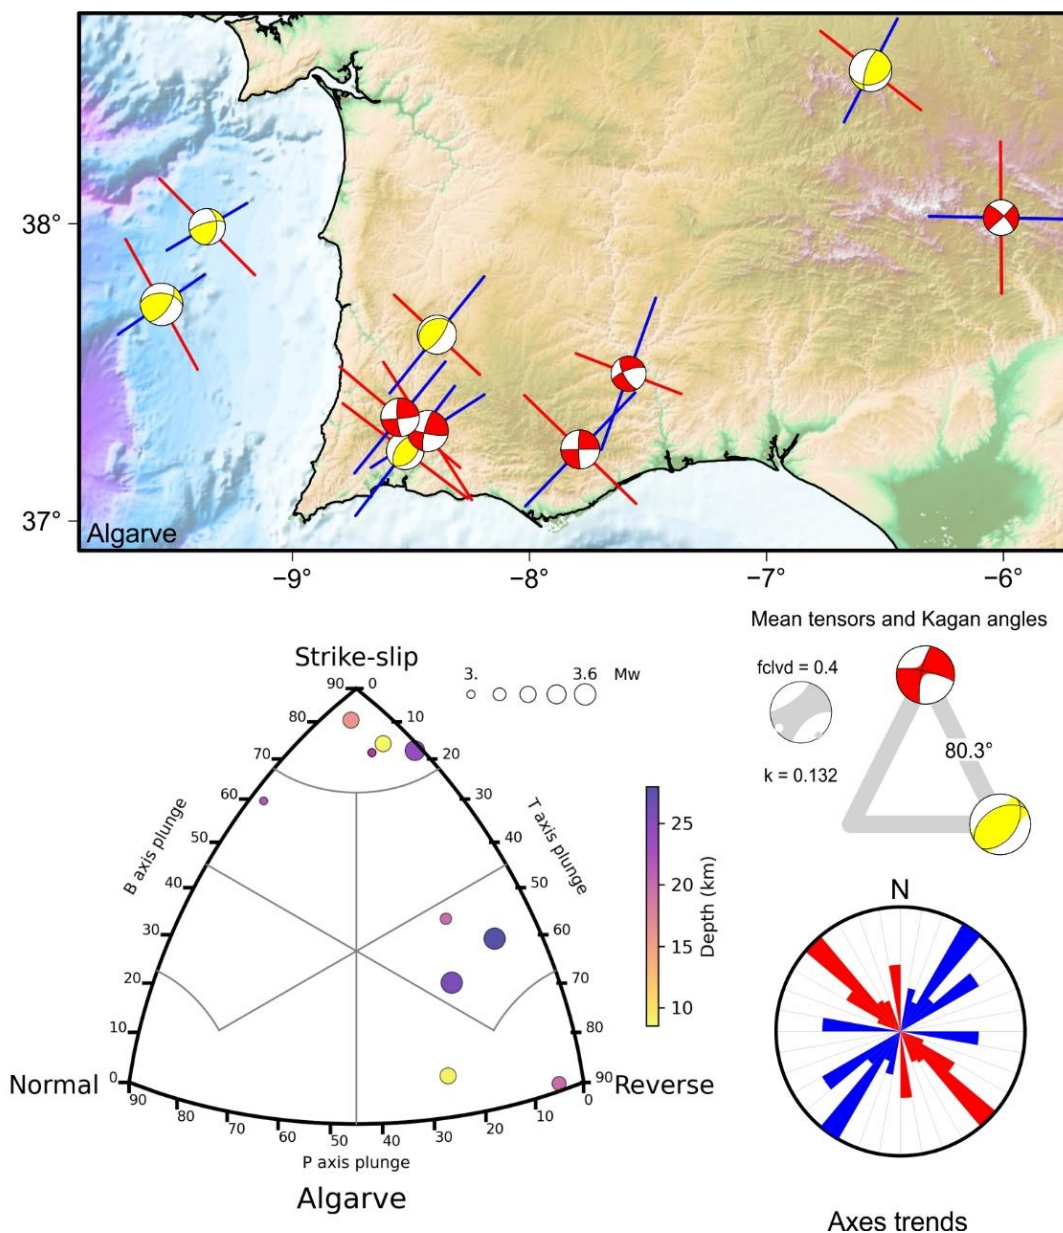 38°
37°
Algarve
−9°
−8°
−7°
−6°
Mean tensors and Kagan angles
Strike-slip
3. 3.6 Mw
fclvd = 0.4
k = 0.132
80.3°
90 0
80 10
70 20
60 30
50 40
40 50
30 60
20 70
10 80
0 90
B axis plunge
T axis plunge
Normal
Reverse
90 80 70 60 50 40 30 20 10 0
P axis plunge
Algarve
25
20
15
10
Depth (km)
N
Axes trends